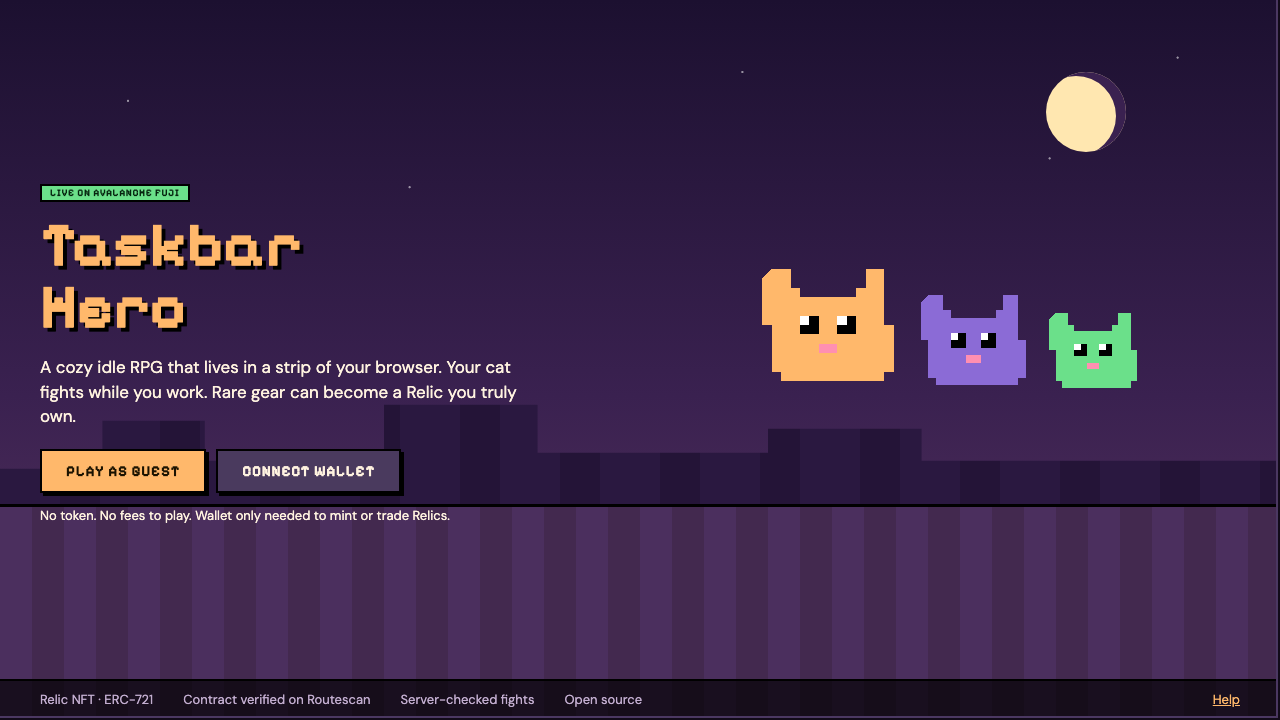 LIVE ON AVALANCHE FUJI
Taskbar
Hero
A cozy idle RPG that lives in a strip of your browser. Your cat
fights while you work. Rare gear can become a Relic you truly
own.
PLAY AS GUEST
CONNECT WALLET
No token. No fees to play. Wallet only needed to mint or trade Relics.
Relic NFT · ERC-721
Contract verified on Routescan
Server-checked fights
Open source
Help